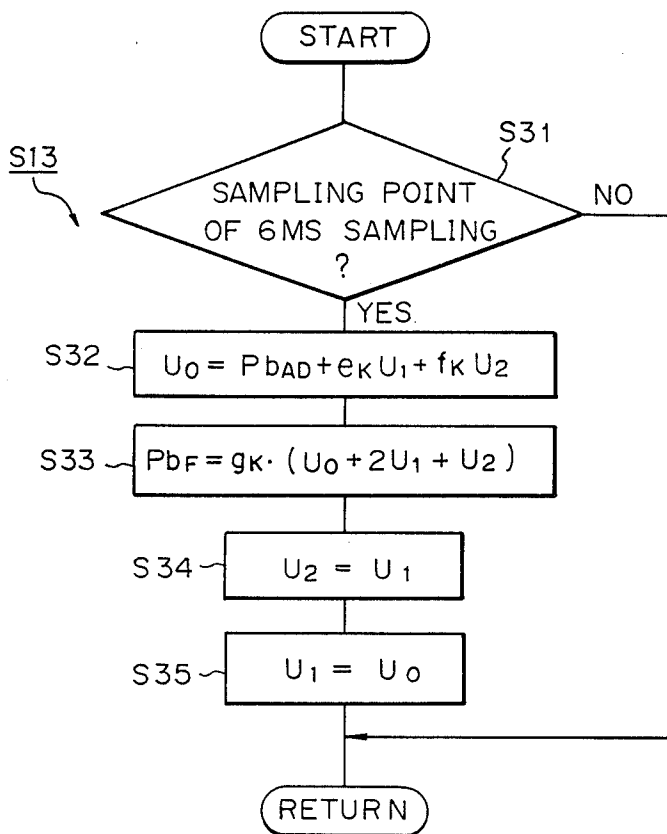 START
S13
S31
SAMPLING POINT
OF 6MS SAMPLING
?
NO
YES
S32
U0 = PbAD + eK U1 + fK U2
S33
PbF = gK · (U0 + 2U1 + U2)
S34
U2 = U1
S35
U1 = U0
RETURN